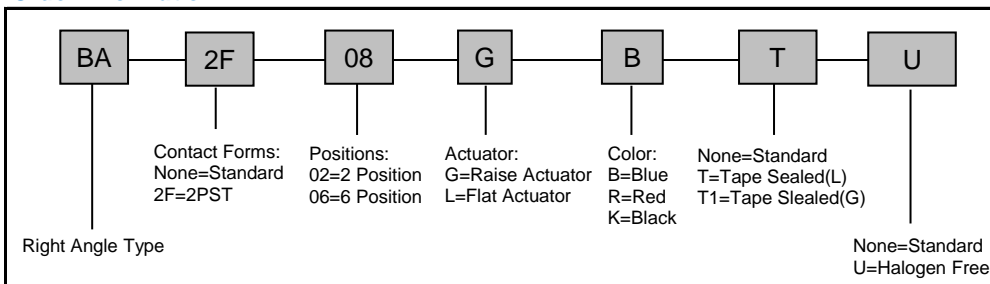 BA 2F 08 G B T U
Contact Forms:
None=Standard
2F=2PST
Positions:
02=2 Position
06=6 Position
Actuator:
G=Raise Actuator
L=Flat Actuator
Color:
B=Blue
R=Red
K=Black
None=Standard
T=Tape Sealed(L)
T1=Tape Slealed(G)
Right Angle Type
None=Standard
U=Halogen Free